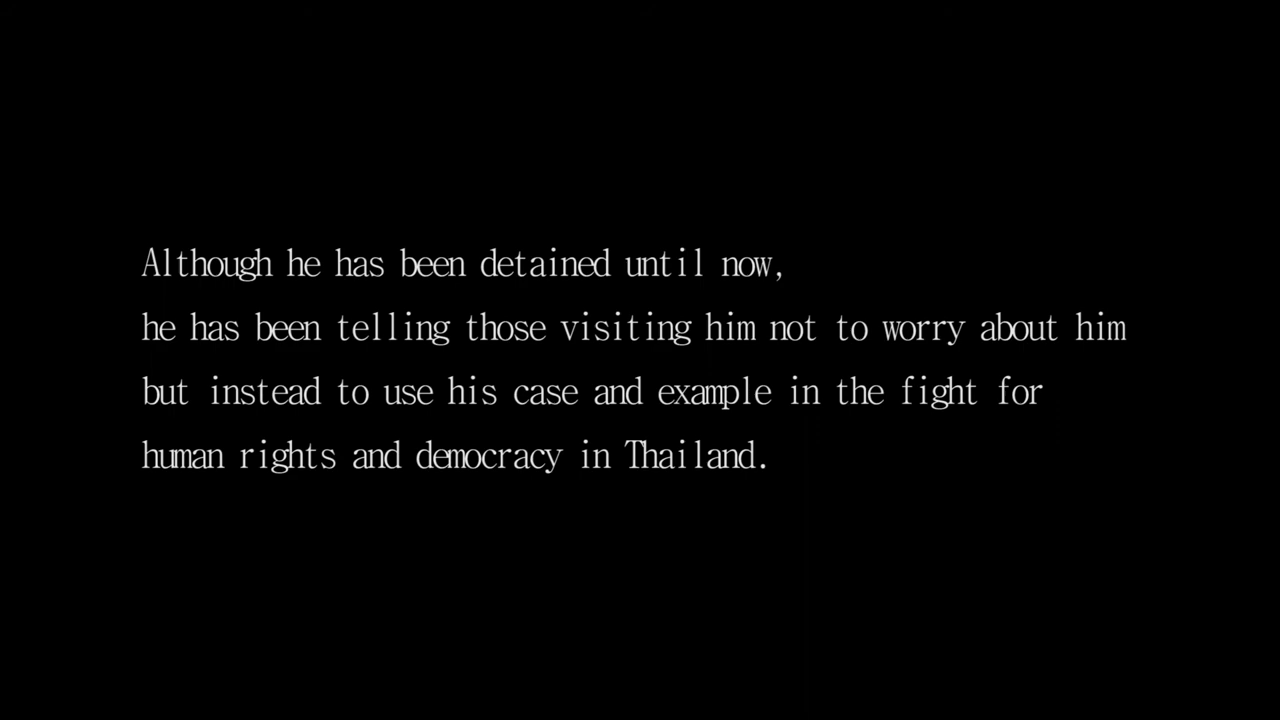 Although he has been detained until now,
he has been telling those visiting him not to worry about him
but instead to use his case and example in the fight for
human rights and democracy in Thailand.